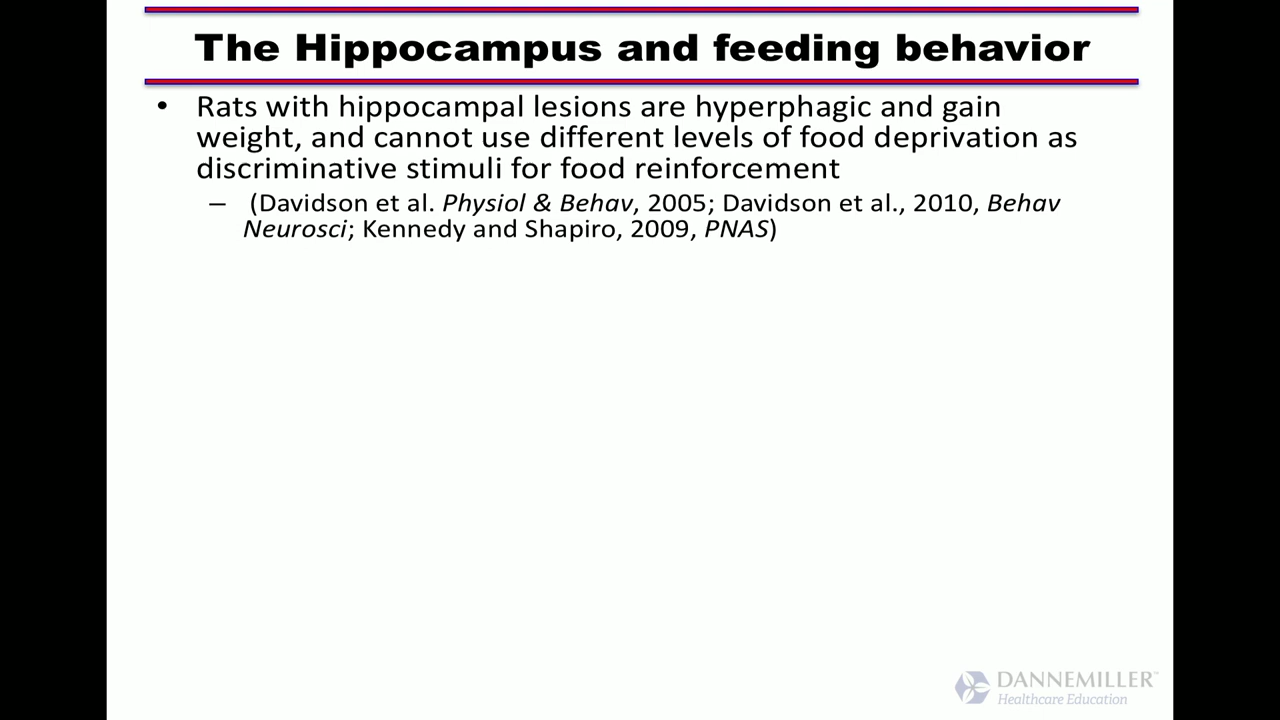 The Hippocampus and feeding behavior
• Rats with hippocampal lesions are hyperphagic and gain
weight, and cannot use different levels of food deprivation as
discriminative stimuli for food reinforcement
– (Davidson et al. Physiol & Behav, 2005; Davidson et al., 2010, Behav
Neurosci; Kennedy and Shapiro, 2009, PNAS)
DANNEMILLER™
Healthcare Education